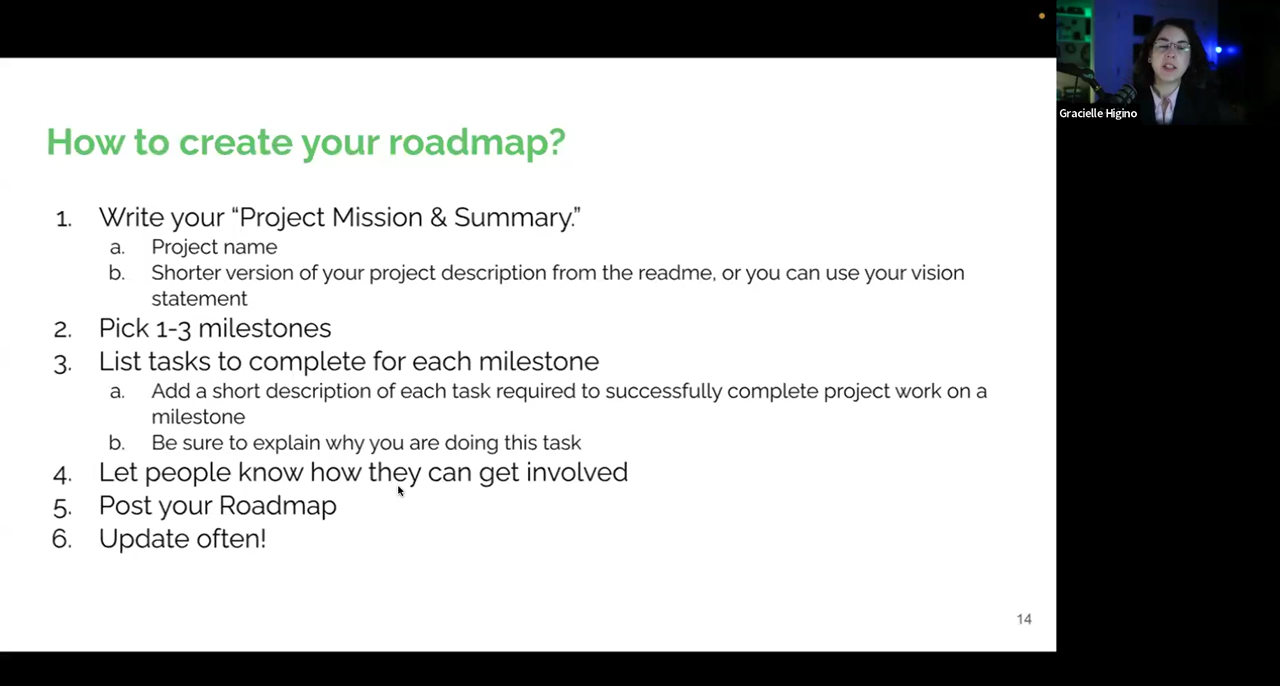 How to create your roadmap?
1. Write your “Project Mission & Summary.”
a. Project name
b. Shorter version of your project description from the readme, or you can use your vision
statement
2. Pick 1-3 milestones
3. List tasks to complete for each milestone
a. Add a short description of each task required to successfully complete project work on a
milestone
b. Be sure to explain why you are doing this task
4. Let people know how they can get involved
5. Post your Roadmap
6. Update often!
14
Gracielle Higino